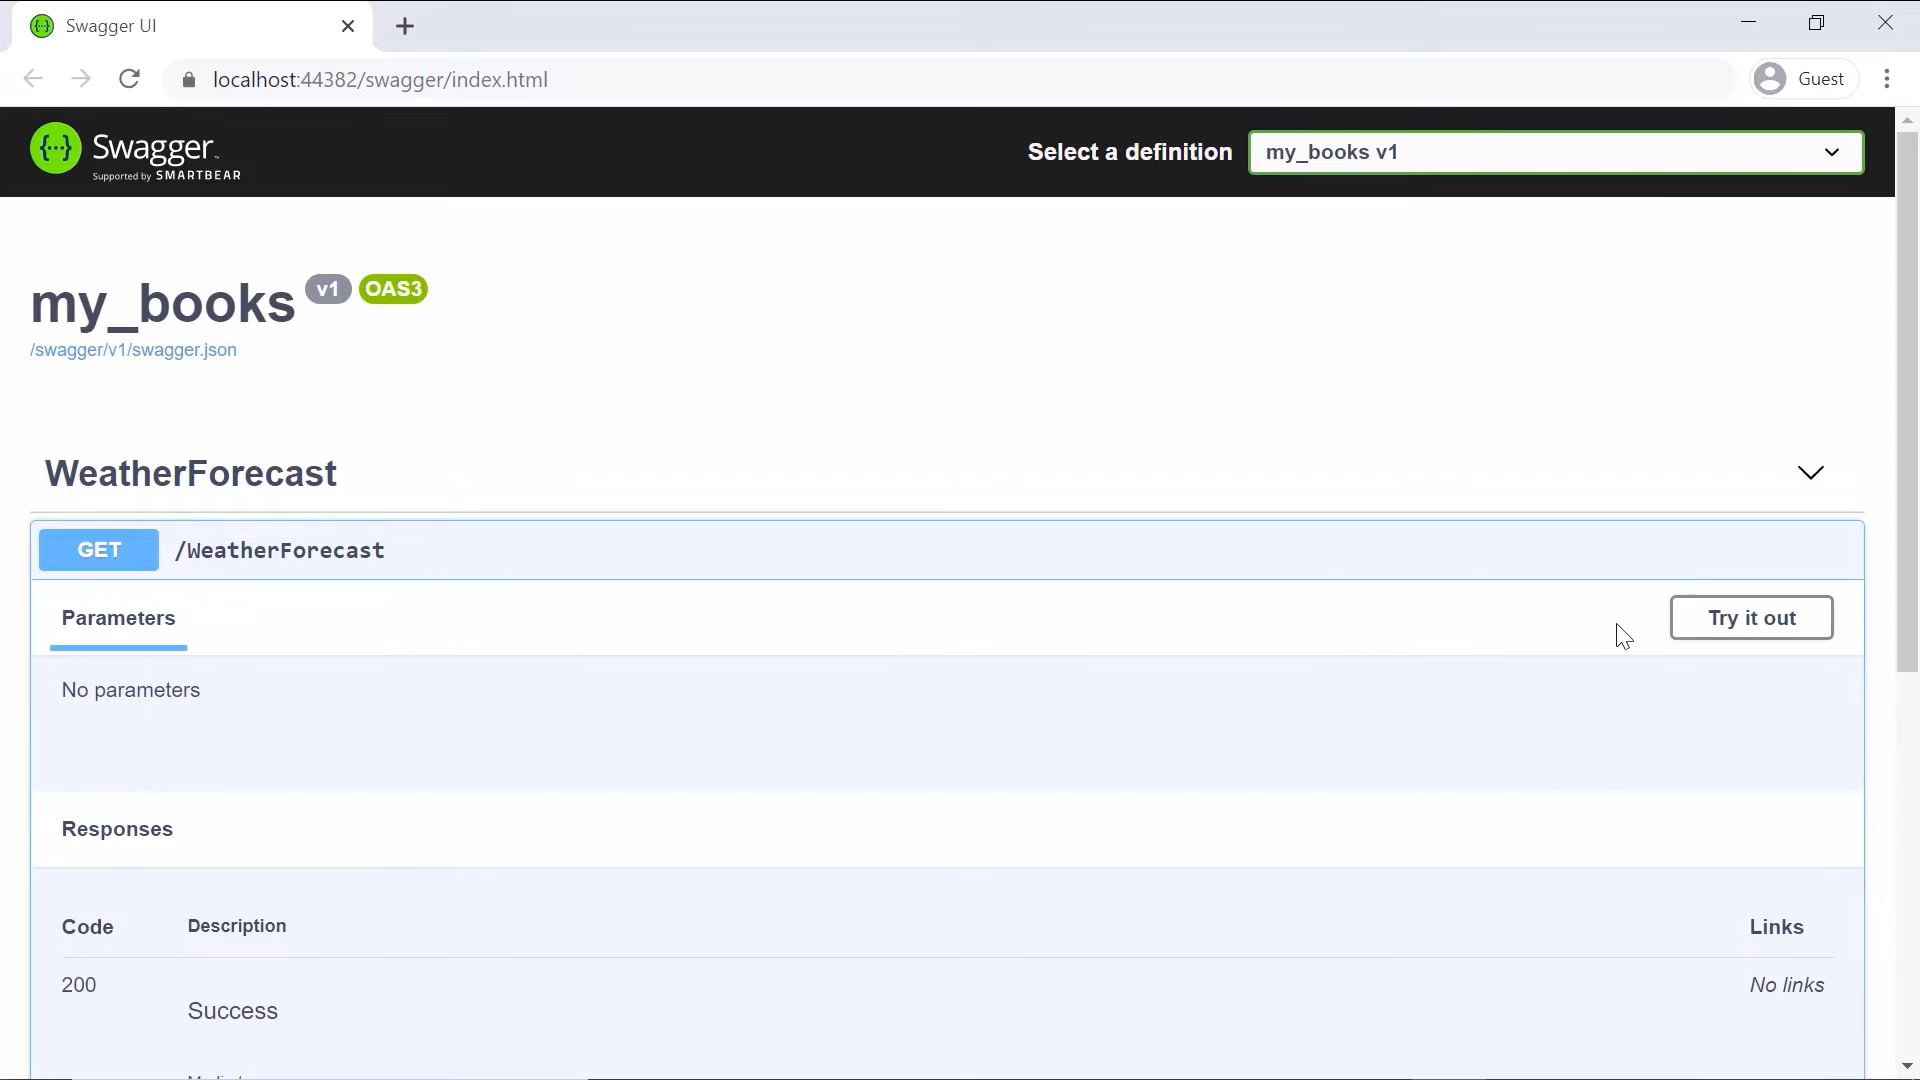 Swagger UI
localhost:44382/swagger/index.html
Guest
Swagger
Supported by SMARTBEAR
Select a definition
my_books v1
my_books v1 OAS3
/swagger/v1/swagger.json
WeatherForecast
GET /WeatherForecast
Parameters
Try it out
No parameters
Responses
Code Description Links
200 No links
Success